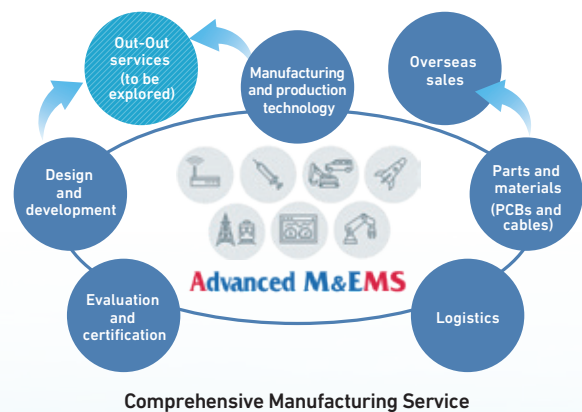 Out-Out
services
(to be
explored)
Manufacturing
and production
technology
Overseas
sales
Design
and
development
Parts and
materials
(PCBs and
cables)
Advanced M&EMS
Evaluation
and
certification
Logistics
Comprehensive Manufacturing Service